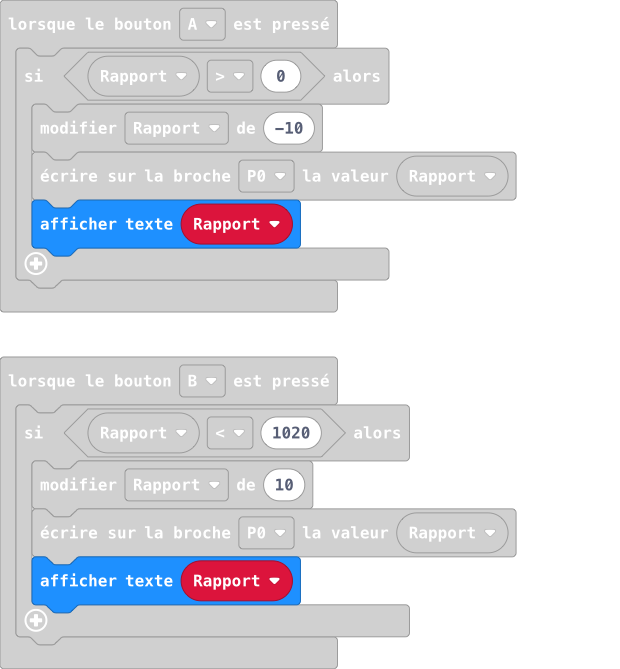 lorsque le bouton A est pressé
si Rapport > 0 alors
modifier Rapport de -10
écrire sur la broche P0 la valeur Rapport
afficher texte Rapport
lorsque le bouton B est pressé
si Rapport < 1020 alors
modifier Rapport de 10
écrire sur la broche P0 la valeur Rapport
afficher texte Rapport